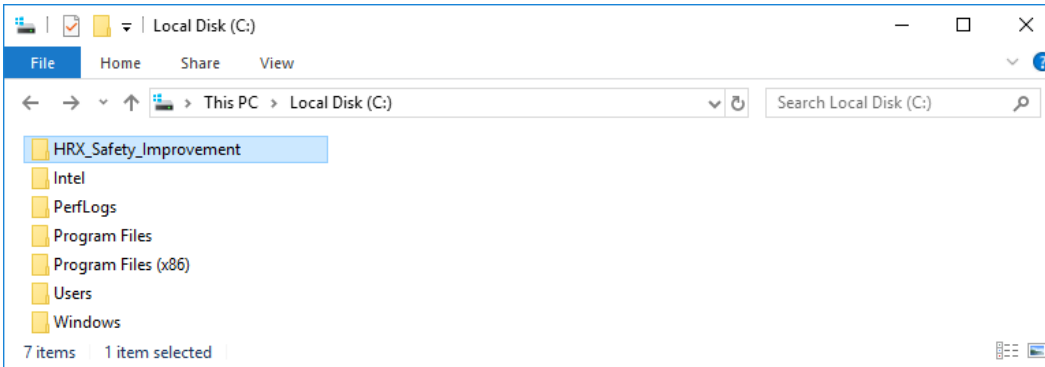 Local Disk (C:)
File Home Share View
This PC > Local Disk (C:) Search Local Disk (C:)
HRX_Safety_Improvement
Intel
PerfLogs
Program Files
Program Files (x86)
Users
Windows
7 items 1 item selected